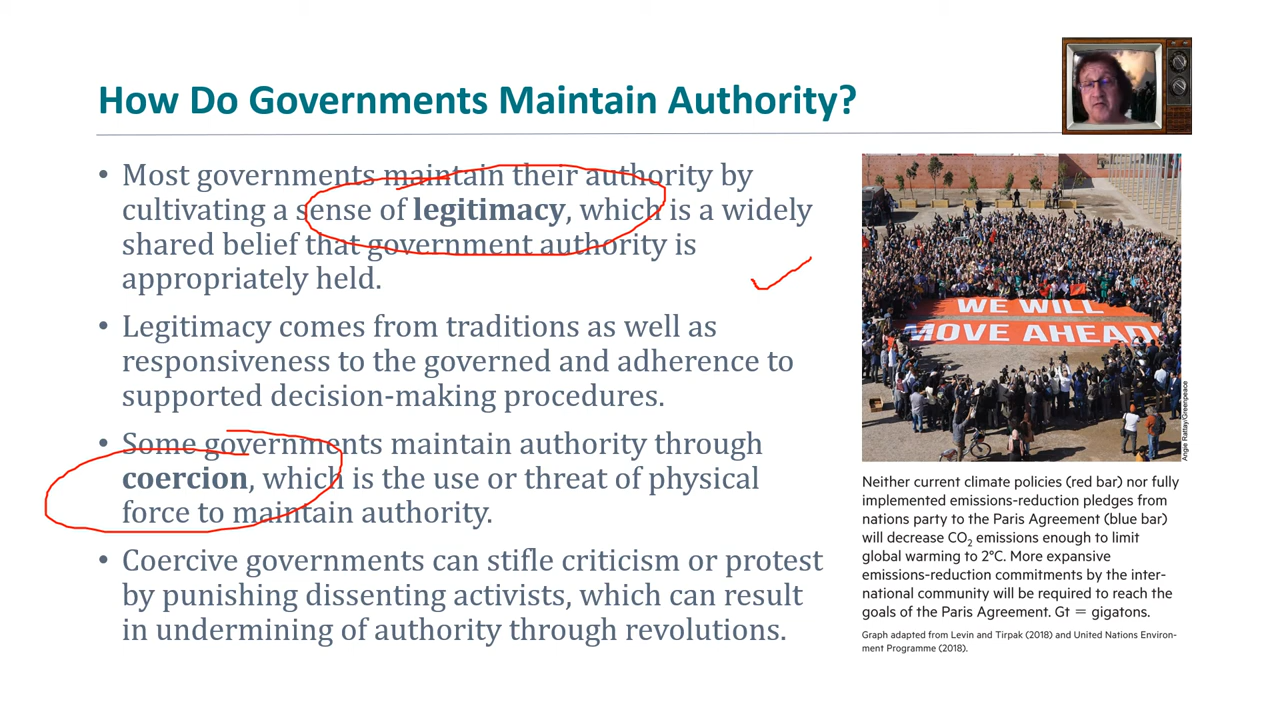 How Do Governments Maintain Authority?
• Most governments maintain their authority by
cultivating a sense of legitimacy, which is a widely
shared belief that government authority is
appropriately held.
• Legitimacy comes from traditions as well as
responsiveness to the governed and adherence to
supported decision-making procedures.
• Some governments maintain authority through
coercion, which is the use or threat of physical
force to maintain authority.
• Coercive governments can stifle criticism or protest
by punishing dissenting activists, which can result
in undermining of authority through revolutions.
WE WILL
MOVE AHEAD!
Angie Rattay/Greenpeace
Neither current climate policies (red bar) nor fully
implemented emissions-reduction pledges from
nations party to the Paris Agreement (blue bar)
will decrease CO₂ emissions enough to limit
global warming to 2°C. More expansive
emissions-reduction commitments by the inter-
national community will be required to reach the
goals of the Paris Agreement. Gt = gigatons.
Graph adapted from Levin and Tirpak (2018) and United Nations Environ-
ment Programme (2018).